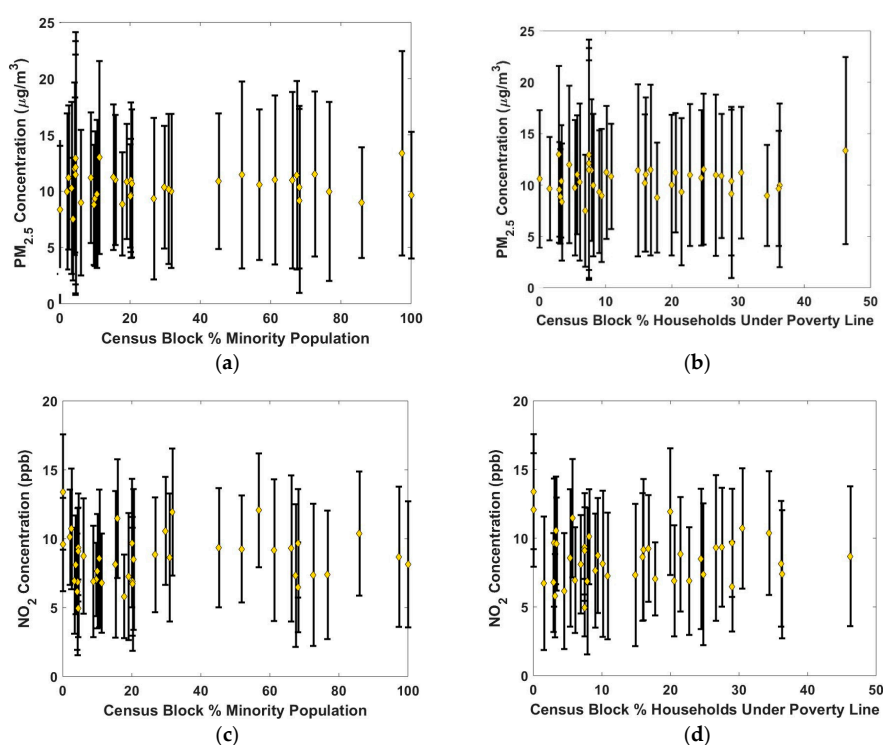 25
20
15
10
5
0
PM2.5 Concentration (μg/m3)
0 20 40 60 80 100
Census Block % Minority Population
(a)
25
20
15
10
5
0
PM2.5 Concentration (μg/m3)
0 10 20 30 40 50
Census Block % Households Under Poverty Line
(b)
20
15
10
5
0
NO2 Concentration (ppb)
0 20 40 60 80 100
Census Block % Minority Population
(c)
20
15
10
5
0
NO2 Concentration (ppb)
0 10 20 30 40 50
Census Block % Households Under Poverty Line
(d)